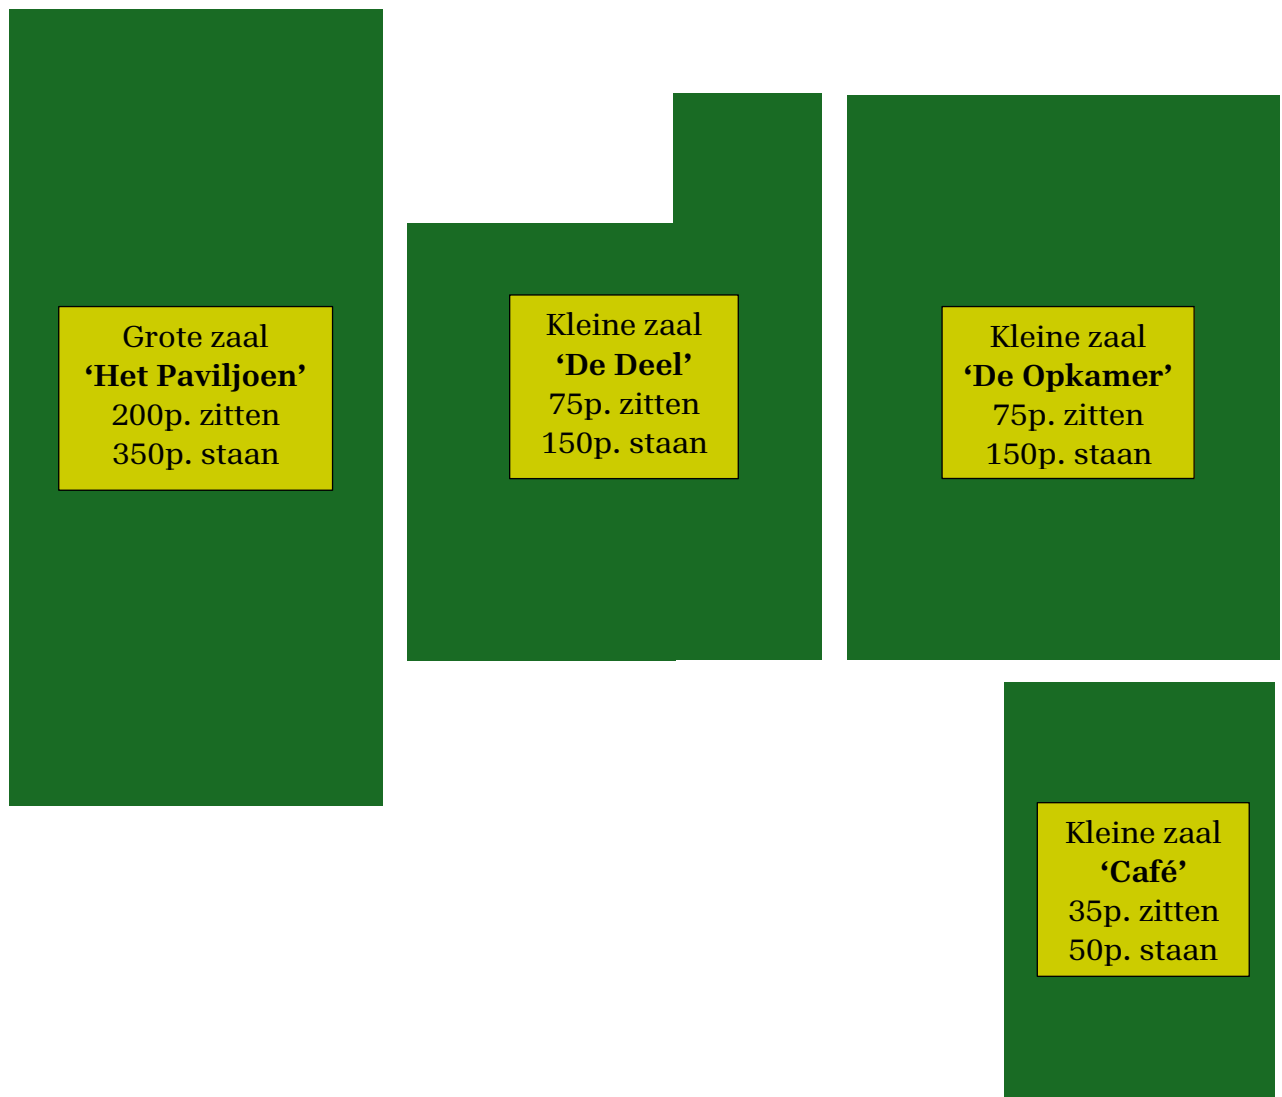 Grote zaal
‘Het Paviljoen’
200p. zitten
350p. staan
Kleine zaal
‘De Deel’
75p. zitten
150p. staan
Kleine zaal
‘De Opkamer’
75p. zitten
150p. staan
Kleine zaal
‘Café’
35p. zitten
50p. staan